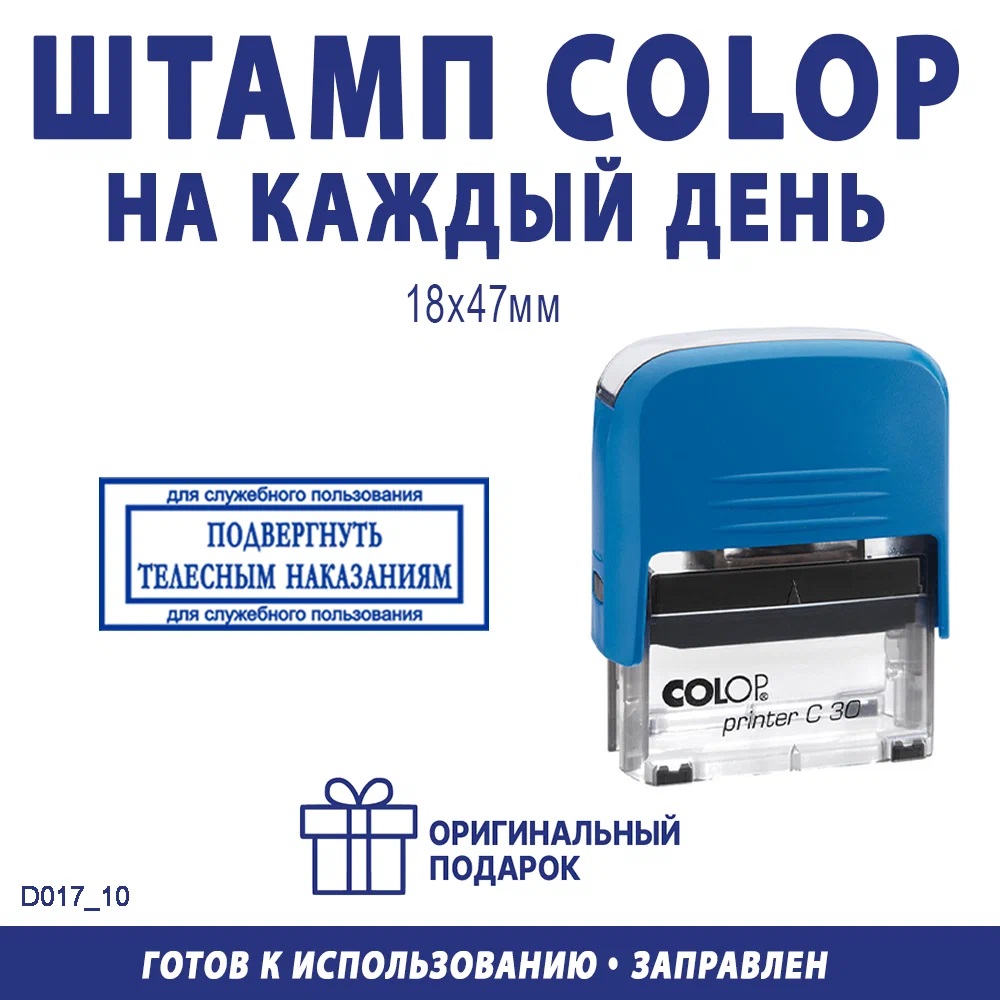 ШТАМП COLOP
НА КАЖДЫЙ ДЕНЬ
18х47мм
для служебного пользования
ПОДВЕРГНУТЬ
ТЕЛЕСНЫМ НАКАЗАНИЯМ
для служебного пользования
COLOP®
printer C 30
ОРИГИНАЛЬНЫЙ
ПОДАРОК
D017_10
ГОТОВ К ИСПОЛЬЗОВАНИЮ • ЗАПРАВЛЕН